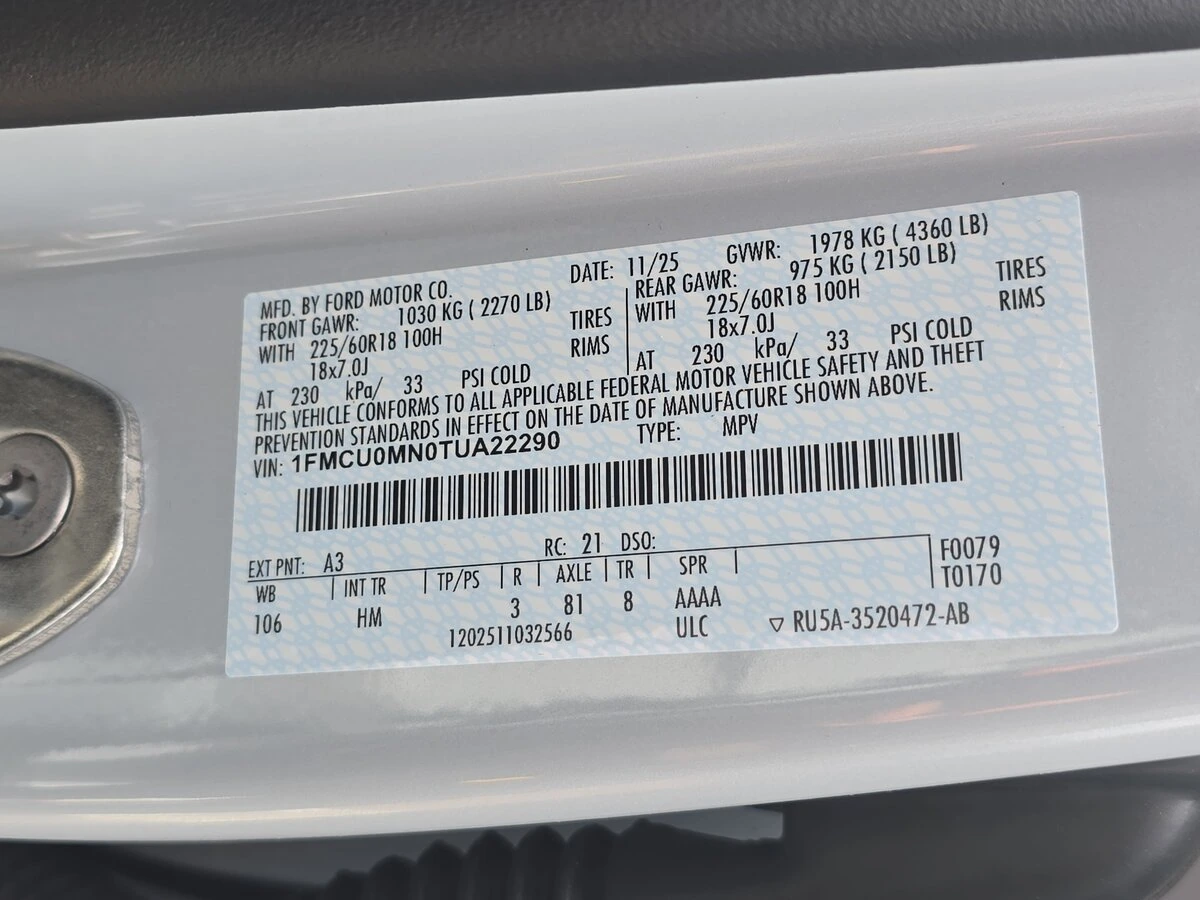 MFD. BY FORD MOTOR CO. DATE: 11/25 GVWR: 1978 KG ( 4360 LB)
FRONT GAWR: 1030 KG ( 2270 LB) REAR GAWR: 975 KG ( 2150 LB)
WITH 225/60R18 100H TIRES WITH 225/60R18 100H TIRES
18x7.0J RIMS 18x7.0J RIMS
AT 230 kPa/ 33 PSI COLD AT 230 kPa/ 33 PSI COLD
THIS VEHICLE CONFORMS TO ALL APPLICABLE FEDERAL MOTOR VEHICLE SAFETY AND THEFT
PREVENTION STANDARDS IN EFFECT ON THE DATE OF MANUFACTURE SHOWN ABOVE.
VIN: 1FMCU0MN0TUA22290 TYPE: MPV
EXT PNT: A3 RC: 21 DSO: F0079
WB INT TR TP/PS R AXLE TR SPR T0170
106 HM 3 81 8 AAAA
1202511032566 ULC ▽ RU5A-3520472-AB